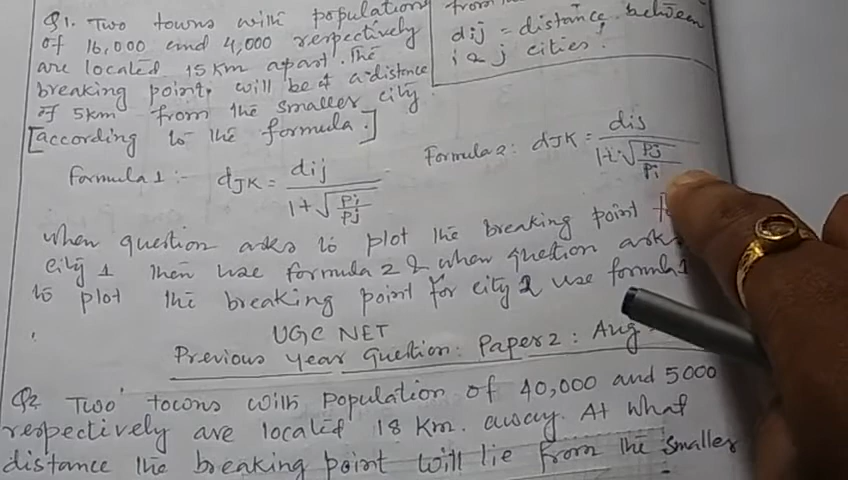 Q1. Two towns with population
of 16,000 and 4,000 respectively
are located 15 Km apart. The
breaking point, will be at a distance
of 5km from the smaller city
[according to the formula.]
dij = distance between
i & j cities.
Formula 1 :- dJK = dij / 1+√Pi/Pj
Formula 2: dJK = dis / 1+√Pj/Pi
when question asks to plot the breaking point
city 1 then use formula 2 & when quetion asks
to plot the breaking point for city 2 use formula 1
UGC NET
Previous year Question: Paper 2 : Aug
Q2 Two towns with population of 40,000 and 5000
respectively are located 18 Km. away. At what
distance the breaking point will lie from the smaller